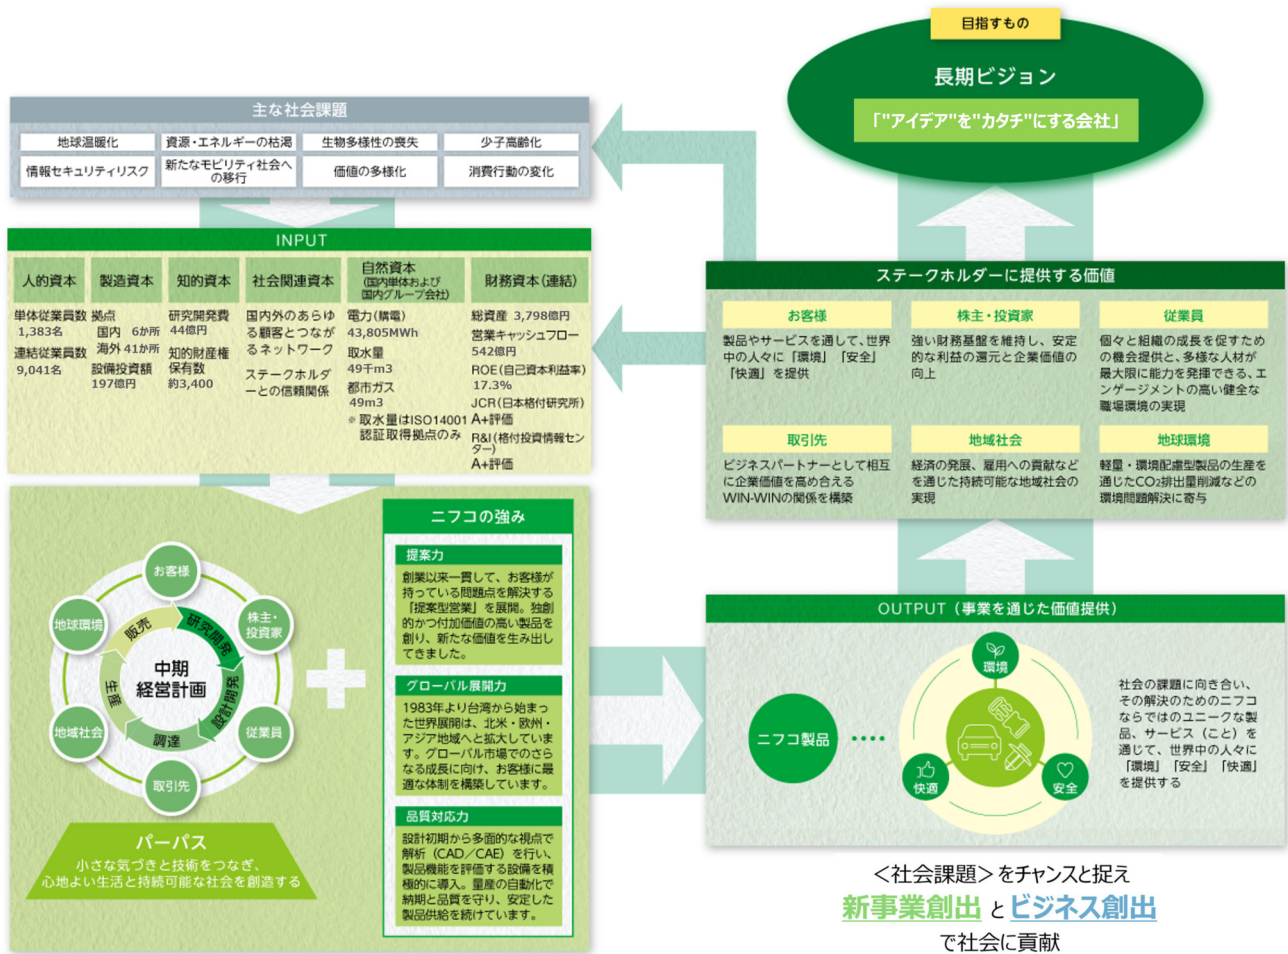 目指すもの
長期ビジョン
「"アイデア"を"カタチ"にする会社」
主な社会課題
地球温暖化
資源・エネルギーの枯渇
生物多様性の喪失
少子高齢化
情報セキュリティリスク
新たなモビリティ社会へ
の移行
価値の多様化
消費行動の変化
INPUT
人的資本
単体従業員数
1,383名
連結従業員数
9,041名
製造資本
拠点
国内 6か所
海外 41か所
設備投資額
197億円
知的資本
研究開発費
44億円
知的財産権
保有数
約3,400
社会関連資本
国内外のあらゆ
る顧客とつなが
るネットワーク
ステークホルダ
ーとの信頼関係
自然資本
(国内単体および
国内グループ会社)
電力(購電)
43,805MWh
取水量
49千m3
都市ガス
49m3
※ 取水量はISO14001
認証取得拠点のみ
財務資本(連結)
総資産 3,798億円
営業キャッシュフロー
542億円
ROE(自己資本利益率)
17.3%
JCR(日本格付研究所)
A+評価
R&I(格付投資情報セン
ター)
A+評価
ステークホルダーに提供する価値
お客様
製品やサービスを通して、世界
中の人々に「環境」「安全」
「快適」を提供
株主・投資家
強い財務基盤を維持し、安定
的な利益の還元と企業価値の
向上
従業員
個々と組織の成長を促すため
の機会提供と、多様な人材が
最大限に能力を発揮できる、エ
ンゲージメントの高い健全な
職場環境の実現
取引先
ビジネスパートナーとして相互
に企業価値を高め合える
WIN-WINの関係を構築
地域社会
経済の発展、雇用への貢献など
を通じた持続可能な地域社会の
実現
地球環境
軽量・環境配慮型製品の生産を
通じたCO2排出量削減などの
環境問題解決に寄与
お客様
株主・
投資家
従業員
取引先
地域社会
地球環境
販売
研究開発
設計開発
調達
生産
中期
経営計画
パーパス
小さな気づきと技術をつなぎ、
心地よい生活と持続可能な社会を創造する
ニフコの強み
提案力
創業以来一貫して、お客様が
持っている問題点を解決する
「提案型営業」を展開。独創
的かつ付加価値の高い製品を
創り、新たな価値を生み出し
てきました。
グローバル展開力
1983年より台湾から始まっ
た世界展開は、北米・欧州・
アジア地域へと拡大していま
す。グローバル市場でのさら
なる成長に向け、お客様に最
適な体制を構築しています。
品質対応力
設計初期から多面的な視点で
解析(CAD/CAE)を行い、
製品機能を評価する設備を積
極的に導入。量産の自動化で
納期と品質を守り、安定した
製品供給を続けています。
OUTPUT(事業を通じた価値提供)
ニフコ製品
環境
快適
安全
社会の課題に向き合い、
その解決のためのニフコ
ならではのユニークな製
品、サービス(こと)を
通じて、世界中の人々に
「環境」「安全」「快適」
を提供する
<社会課題>をチャンスと捉え
新事業創出 と ビジネス創出
で社会に貢献